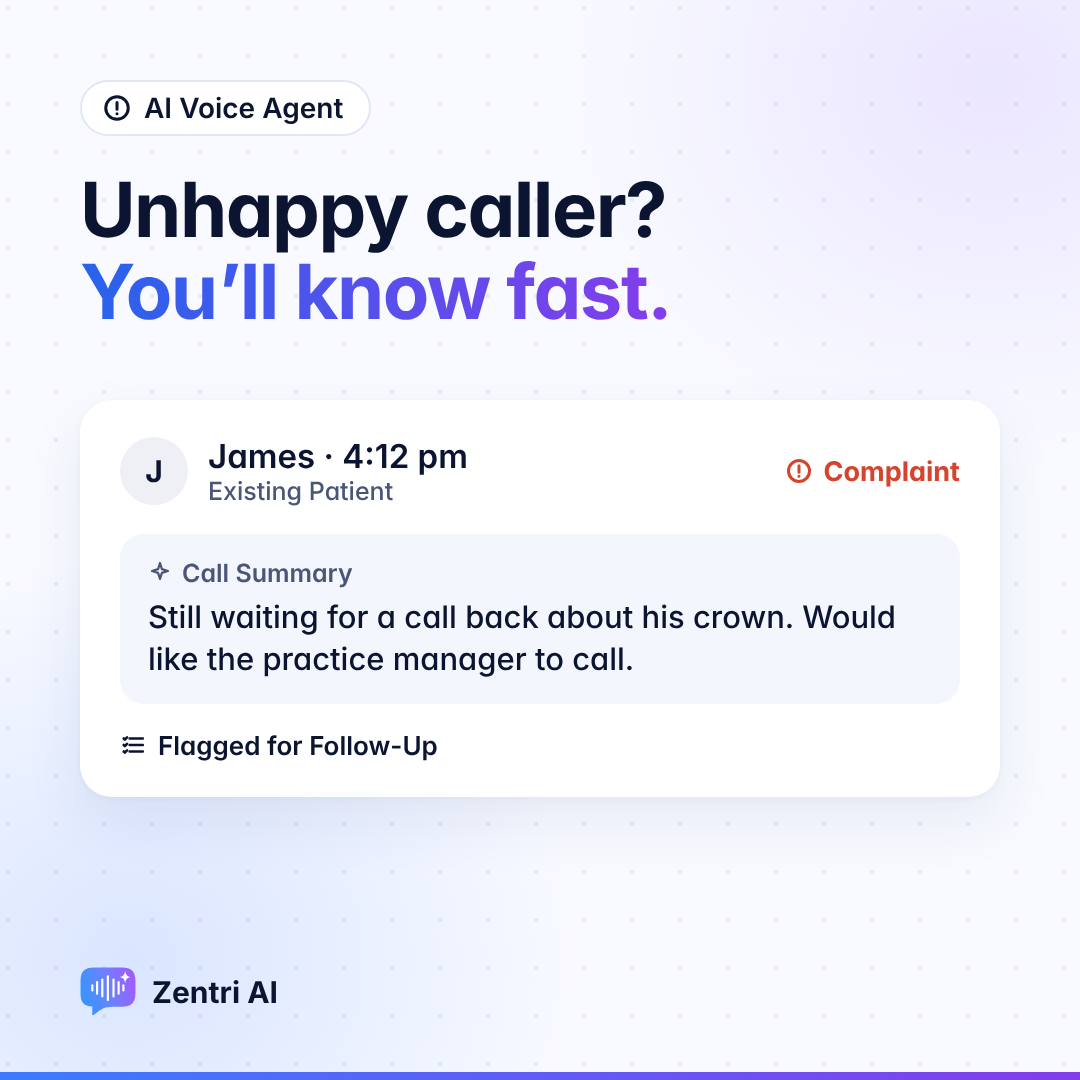 AI Voice Agent
Unhappy caller?
You’ll know fast.
J
James · 4:12 pm
Existing Patient
Complaint
Call Summary
Still waiting for a call back about his crown. Would
like the practice manager to call.
Flagged for Follow-Up
Zentri AI